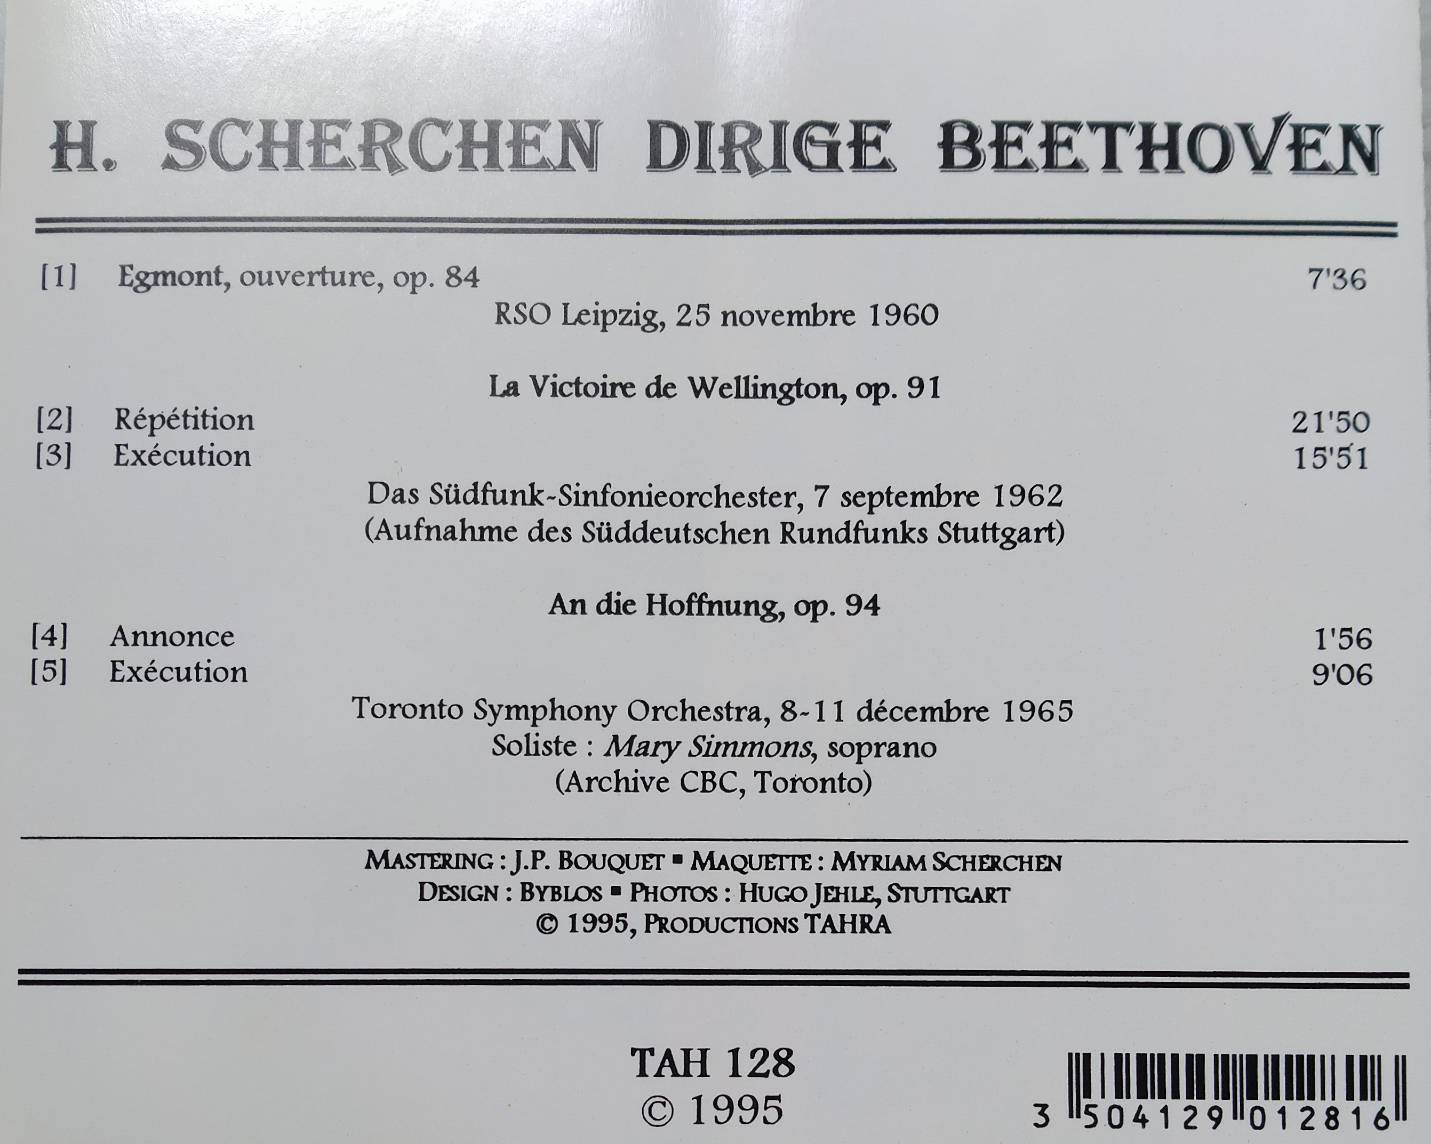 H. SCHERCHEN DIRIGE BEETHOVEN
[1] Egmont, ouverture, op. 84 7'36
RSO Leipzig, 25 novembre 1960
La Victoire de Wellington, op. 91
[2] Répétition 21'50
[3] Exécution 15'51
Das Südfunk-Sinfonieorchester, 7 septembre 1962
(Aufnahme des Süddeutschen Rundfunks Stuttgart)
An die Hoffnung, op. 94
[4] Annonce 1'56
[5] Exécution 9'06
Toronto Symphony Orchestra, 8-11 décembre 1965
Soliste : Mary Simmons, soprano
(Archive CBC, Toronto)
MASTERING : J.P. BOUQUET ▪ MAQUETTE : MYRIAM SCHERCHEN
DESIGN : BYBLOS ▪ PHOTOS : HUGO JEHLE, STUTTGART
© 1995, PRODUCTIONS TAHRA
TAH 128
© 1995
3 504129 012816